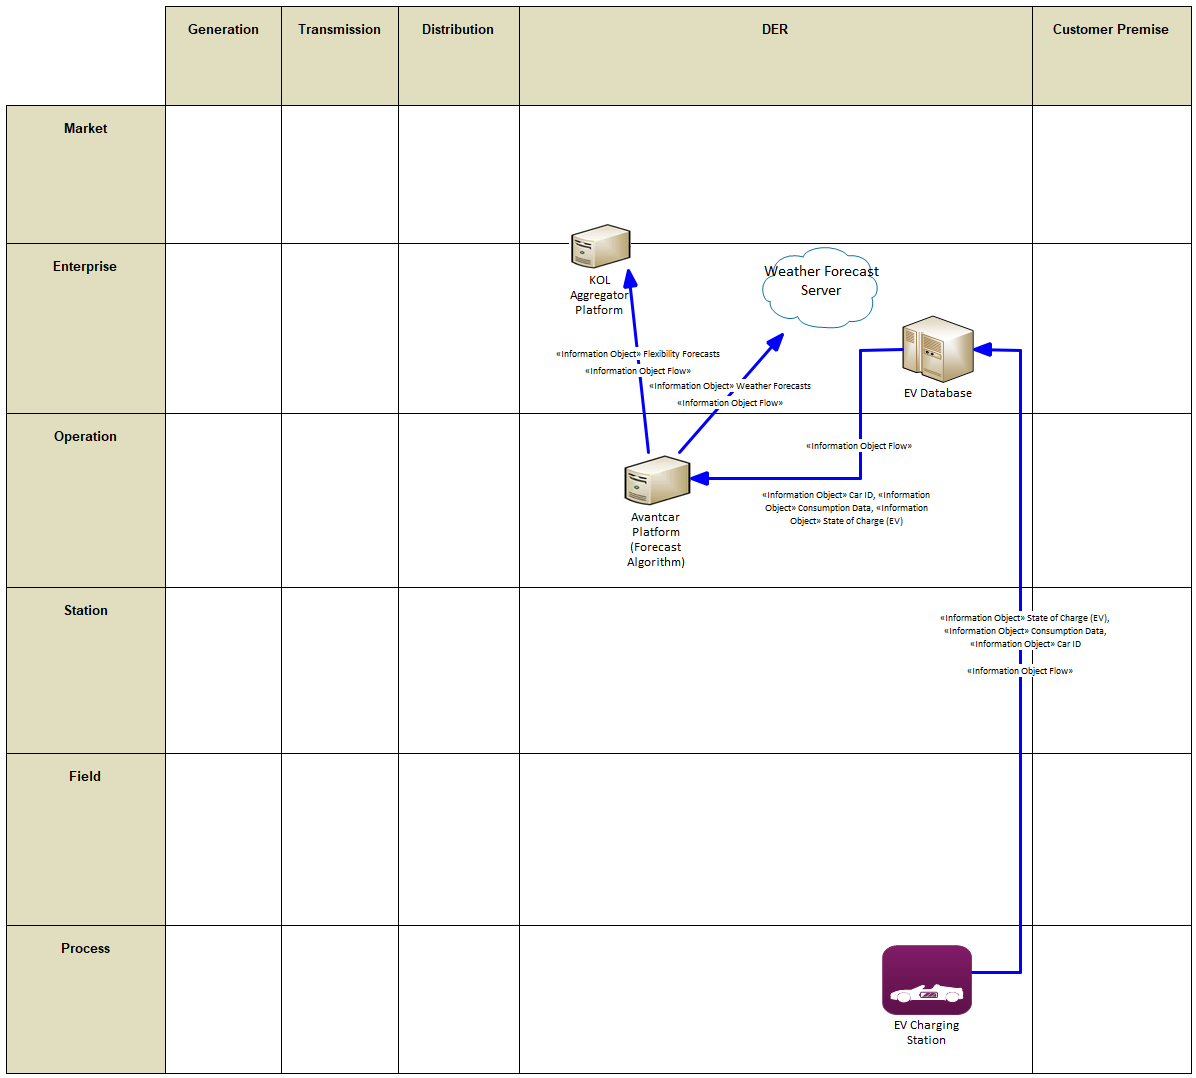 Generation
Transmission
Distribution
DER
Customer Premise
Market
Enterprise
KOL
Aggregator
Platform
Weather Forecast
Server
EV Database
«Information Object» Flexibility Forecasts
«Information Object Flow»
«Information Object» Weather Forecasts
«Information Object Flow»
Operation
«Information Object Flow»
Avantcar
Platform
(Forecast
Algorithm)
«Information Object» Car ID, «Information
Object» Consumption Data, «Information
Object» State of Charge (EV)
Station
«Information Object» State of Charge (EV),
«Information Object» Consumption Data,
«Information Object» Car ID
«Information Object Flow»
Field
Process
EV Charging
Station